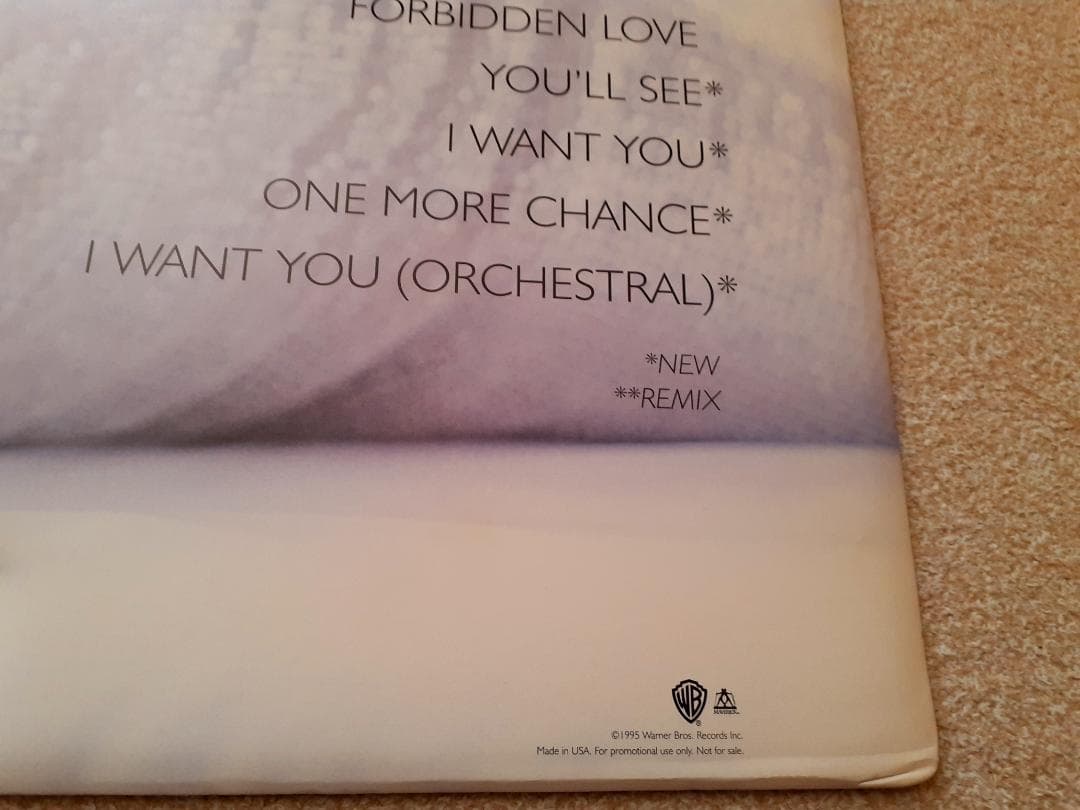 FORBIDDEN LOVE
YOU'LL SEE*
I WANT YOU*
ONE MORE CHANCE*
I WANT YOU (ORCHESTRAL)*
*NEW
**REMIX
WB
®
MAVERICK
©1995 Warner Bros. Records Inc.
Made in USA. For promotional use only. Not for sale.